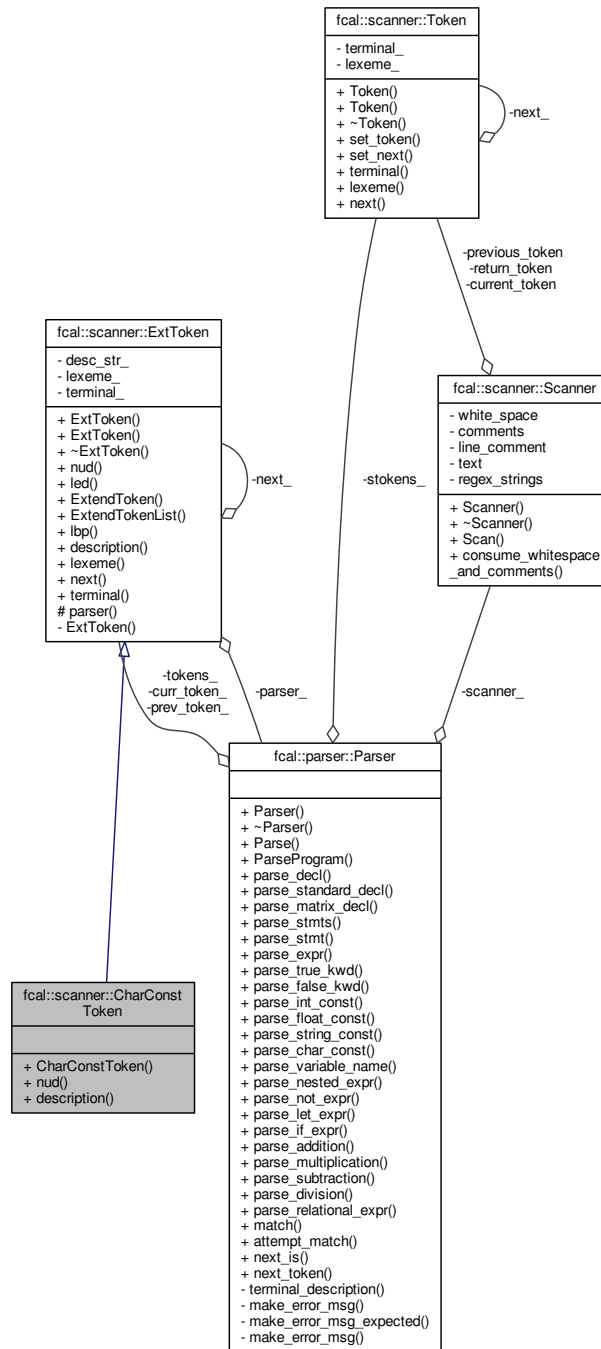 fcal::scanner::Token
- terminal_
- lexeme_
+ Token()
+ Token()
+ ~Token()
+ set_token()
+ set_next()
+ terminal()
+ lexeme()
+ next()
-next_
-previous_token
-return_token
-current_token
fcal::scanner::ExtToken
- desc_str_
- lexeme_
- terminal_
+ ExtToken()
+ ExtToken()
+ ~ExtToken()
+ nud()
+ led()
+ ExtendToken()
+ ExtendTokenList()
+ lbp()
+ description()
+ lexeme()
+ next()
+ terminal()
# parser()
- ExtToken()
-next_
-stokens_
fcal::scanner::Scanner
- white_space
- comments
- line_comment
- text
- regex_strings
+ Scanner()
+ ~Scanner()
+ Scan()
+ consume_whitespace
_and_comments()
-tokens_
-curr_token_
-prev_token_
-parser_
-scanner_
fcal::parser::Parser
+ Parser()
+ ~Parser()
+ Parse()
+ ParseProgram()
+ parse_decl()
+ parse_standard_decl()
+ parse_matrix_decl()
+ parse_stmts()
+ parse_stmt()
+ parse_expr()
+ parse_true_kwd()
+ parse_false_kwd()
+ parse_int_const()
+ parse_float_const()
+ parse_string_const()
+ parse_char_const()
+ parse_variable_name()
+ parse_nested_expr()
+ parse_not_expr()
+ parse_let_expr()
+ parse_if_expr()
+ parse_addition()
+ parse_multiplication()
+ parse_subtraction()
+ parse_division()
+ parse_relational_expr()
+ match()
+ attempt_match()
+ next_is()
+ next_token()
- terminal_description()
- make_error_msg()
- make_error_msg_expected()
- make_error_msg()
fcal::scanner::CharConst
Token
+ CharConstToken()
+ nud()
+ description()